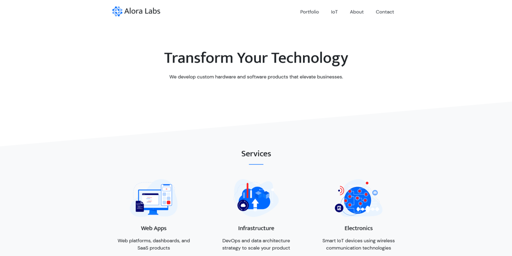 Alora Labs
Portfolio
IoT
About
Contact
Transform Your Technology
We develop custom hardware and software products that elevate businesses.
Services
Web Apps
Web platforms, dashboards, and
SaaS products
Infrastructure
DevOps and data architecture
strategy to scale your product
Electronics
Smart IoT devices using wireless
communication technologies